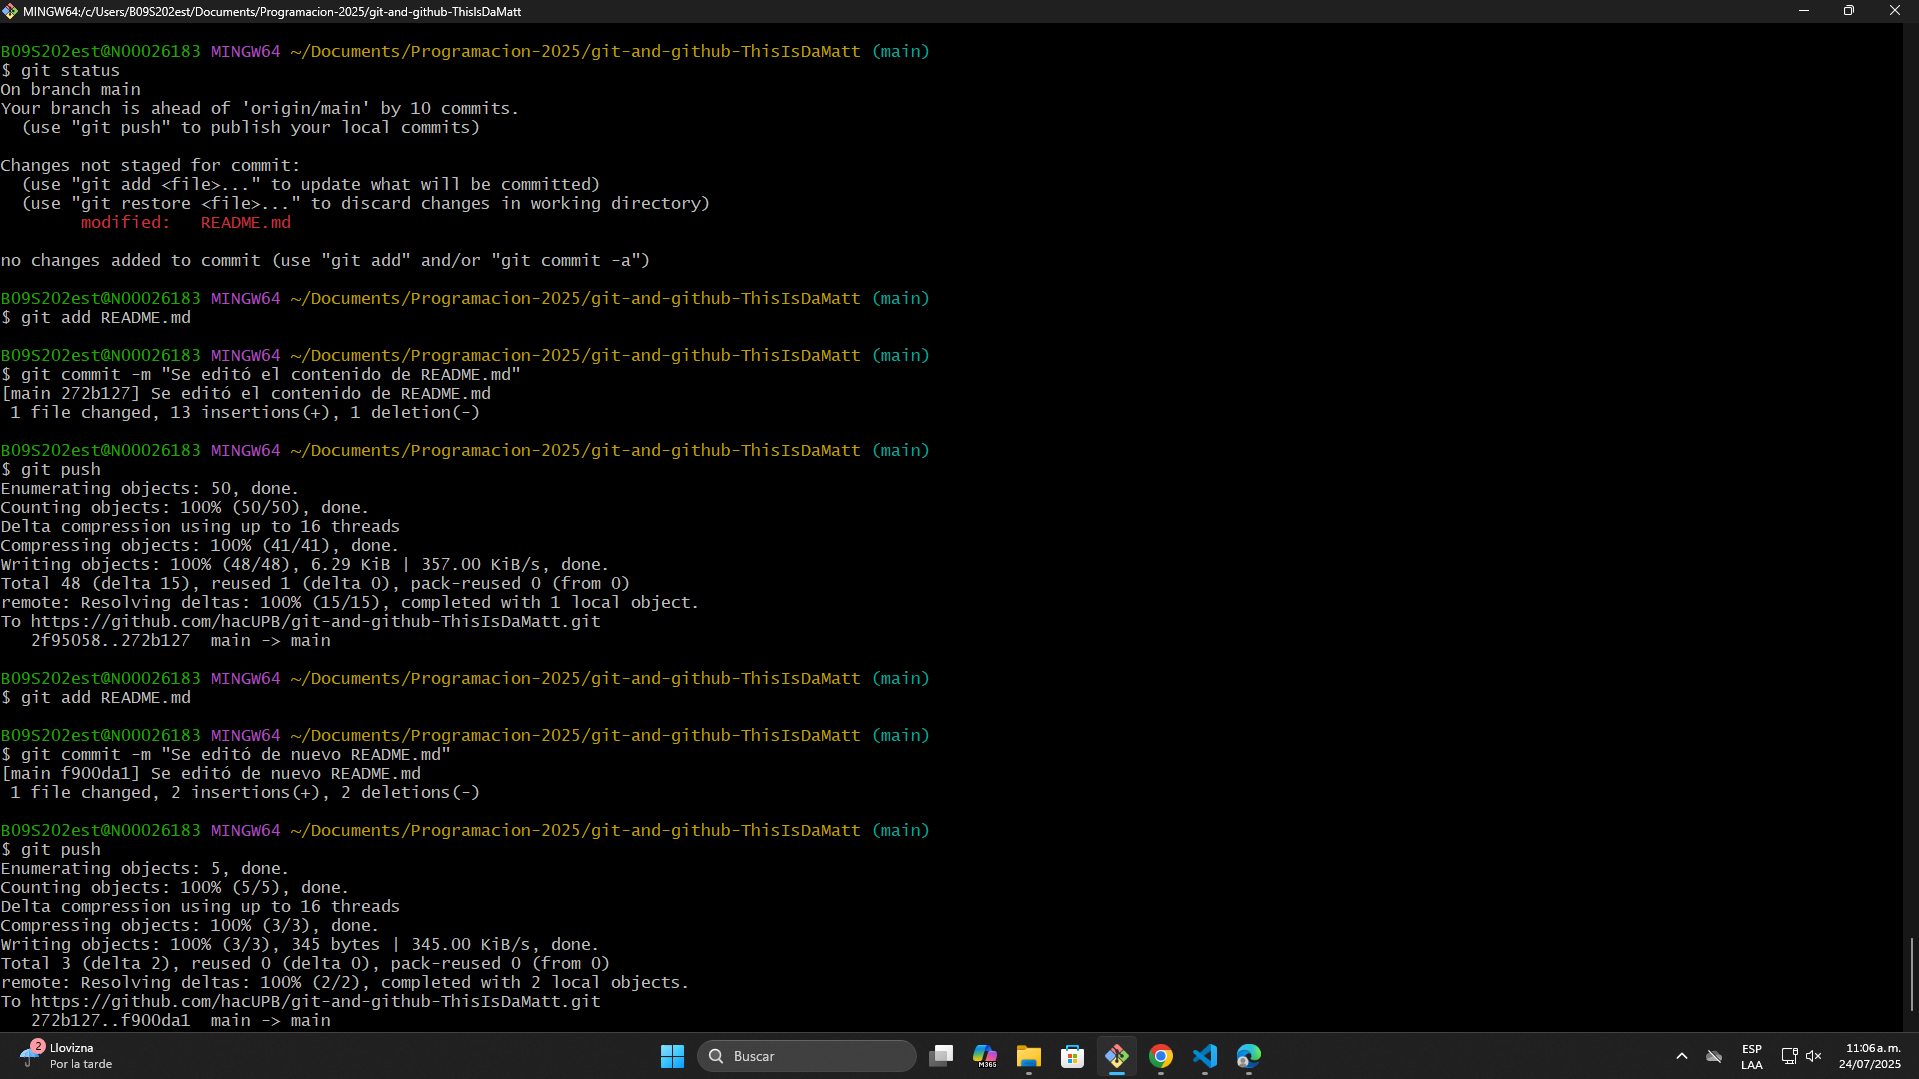 MINGW64:/c/Users/B09S202est/Documents/Programacion-2025/git-and-github-ThisIsDaMatt
B09S202est@N00026183 MINGW64 ~/Documents/Programacion-2025/git-and-github-ThisIsDaMatt (main)
$ git status
On branch main
Your branch is ahead of 'origin/main' by 10 commits.
  (use "git push" to publish your local commits)
Changes not staged for commit:
  (use "git add <file>..." to update what will be committed)
  (use "git restore <file>..." to discard changes in working directory)
        modified:   README.md
no changes added to commit (use "git add" and/or "git commit -a")
B09S202est@N00026183 MINGW64 ~/Documents/Programacion-2025/git-and-github-ThisIsDaMatt (main)
$ git add README.md
B09S202est@N00026183 MINGW64 ~/Documents/Programacion-2025/git-and-github-ThisIsDaMatt (main)
$ git commit -m "Se editó el contenido de README.md"
[main 272b127] Se editó el contenido de README.md
 1 file changed, 13 insertions(+), 1 deletion(-)
B09S202est@N00026183 MINGW64 ~/Documents/Programacion-2025/git-and-github-ThisIsDaMatt (main)
$ git push
Enumerating objects: 50, done.
Counting objects: 100% (50/50), done.
Delta compression using up to 16 threads
Compressing objects: 100% (41/41), done.
Writing objects: 100% (48/48), 6.29 KiB | 357.00 KiB/s, done.
Total 48 (delta 15), reused 1 (delta 0), pack-reused 0 (from 0)
remote: Resolving deltas: 100% (15/15), completed with 1 local object.
To https://github.com/hacUPB/git-and-github-ThisIsDaMatt.git
   2f95058..272b127  main -> main
B09S202est@N00026183 MINGW64 ~/Documents/Programacion-2025/git-and-github-ThisIsDaMatt (main)
$ git add README.md
B09S202est@N00026183 MINGW64 ~/Documents/Programacion-2025/git-and-github-ThisIsDaMatt (main)
$ git commit -m "Se editó de nuevo README.md"
[main f900da1] Se editó de nuevo README.md
 1 file changed, 2 insertions(+), 2 deletions(-)
B09S202est@N00026183 MINGW64 ~/Documents/Programacion-2025/git-and-github-ThisIsDaMatt (main)
$ git push
Enumerating objects: 5, done.
Counting objects: 100% (5/5), done.
Delta compression using up to 16 threads
Compressing objects: 100% (3/3), done.
Writing objects: 100% (3/3), 345 bytes | 345.00 KiB/s, done.
Total 3 (delta 2), reused 0 (delta 0), pack-reused 0 (from 0)
remote: Resolving deltas: 100% (2/2), completed with 2 local objects.
To https://github.com/hacUPB/git-and-github-ThisIsDaMatt.git
   272b127..f900da1  main -> main
2
Llovizna
Por la tarde
Buscar
M365
ESP
LAA
11:06 a. m.
24/07/2025